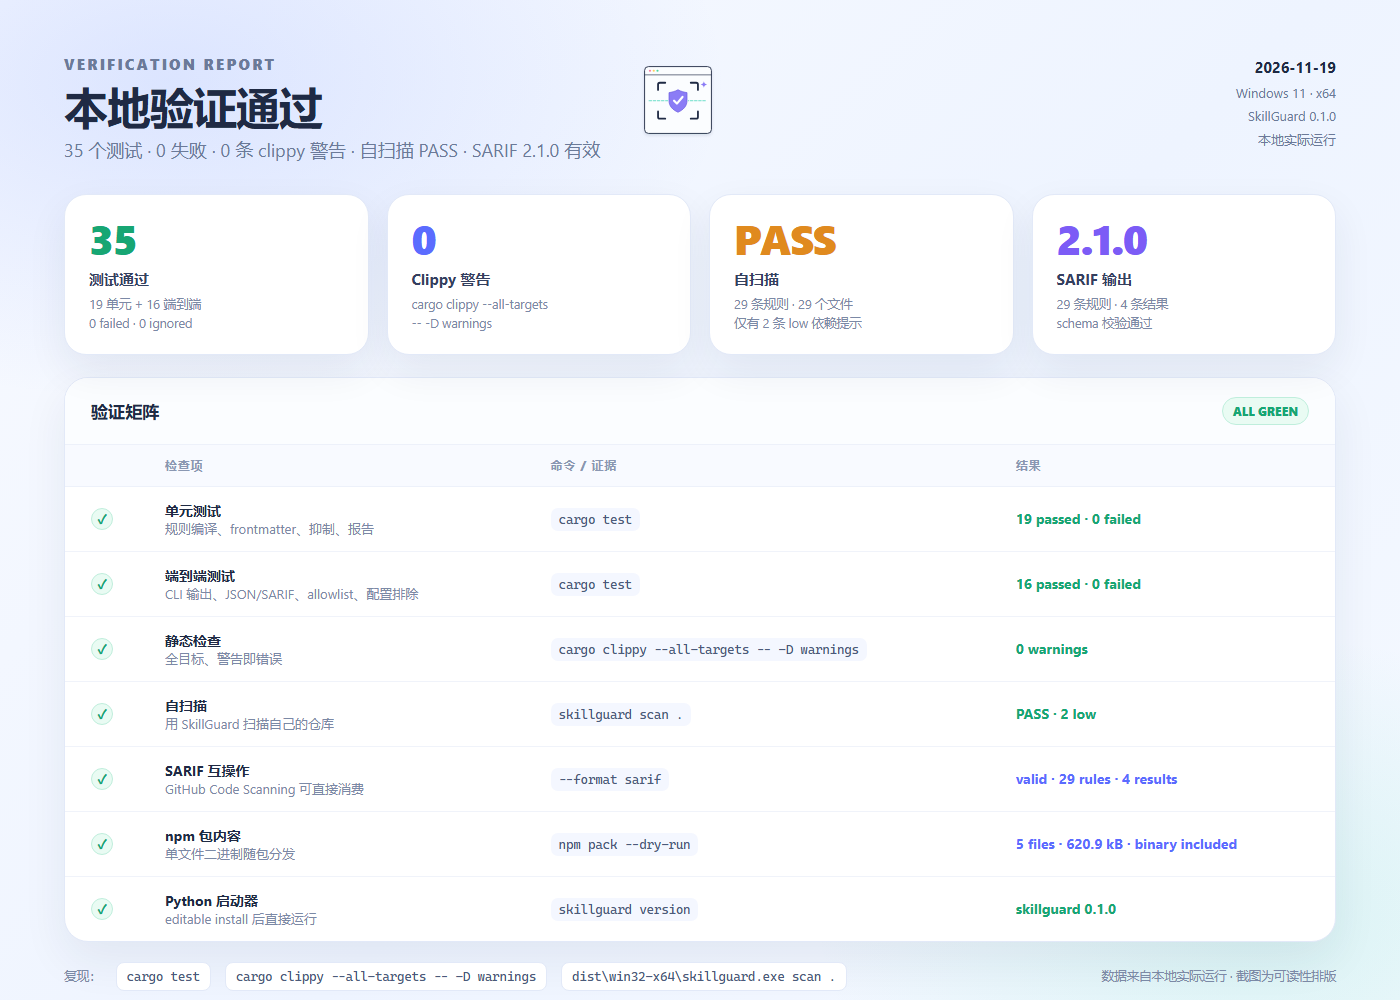 VERIFICATION REPORT
本地验证通过
35 个测试 · 0 失败 · 0 条 clippy 警告 · 自扫描 PASS · SARIF 2.1.0 有效
2026-11-19
Windows 11 · x64
SkillGuard 0.1.0
本地实际运行
35
测试通过
19 单元 + 16 端到端
0 failed · 0 ignored
0
Clippy 警告
cargo clippy --all-targets
-- -D warnings
PASS
自扫描
29 条规则 · 29 个文件
仅有 2 条 low 依赖提示
2.1.0
SARIF 输出
29 条规则 · 4 条结果
schema 校验通过
验证矩阵
ALL GREEN
检查项 命令 / 证据 结果
单元测试
规则编译、frontmatter、抑制、报告
cargo test
19 passed · 0 failed
端到端测试
CLI 输出、JSON/SARIF、allowlist、配置排除
cargo test
16 passed · 0 failed
静态检查
全目标、警告即错误
cargo clippy --all-targets -- -D warnings
0 warnings
自扫描
用 SkillGuard 扫描自己的仓库
skillguard scan .
PASS · 2 low
SARIF 互操作
GitHub Code Scanning 可直接消费
--format sarif
valid · 29 rules · 4 results
npm 包内容
单文件二进制随包分发
npm pack --dry-run
5 files · 620.9 kB · binary included
Python 启动器
editable install 后直接运行
skillguard version
skillguard 0.1.0
复现: cargo test cargo clippy --all-targets -- -D warnings dist\win32-x64\skillguard.exe scan .
数据来自本地实际运行 · 截图为可读性排版